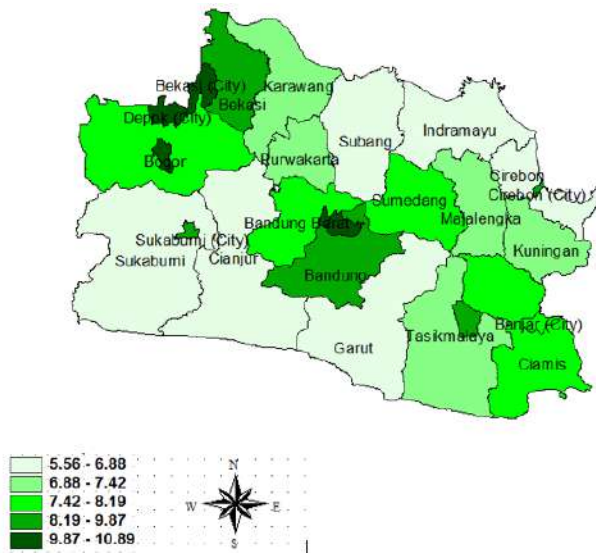 Bekasi (City)
Bekasi
Karawang
Depok (City)
Bogor
Purwakarta
Subang
Indramayu
Cirebon
Cirebon (City)
Sumedang
Majalengka
Kuningan
Bandung Barat
Sukabumi (City)
Sukabumi
Cianjur
Bandung
Garut
Tasikmalaya
Banjar (City)
Ciamis
5.56 - 6.88
6.88 - 7.42
7.42 - 8.19
8.19 - 9.87
9.87 - 10.89
N
W
E
S